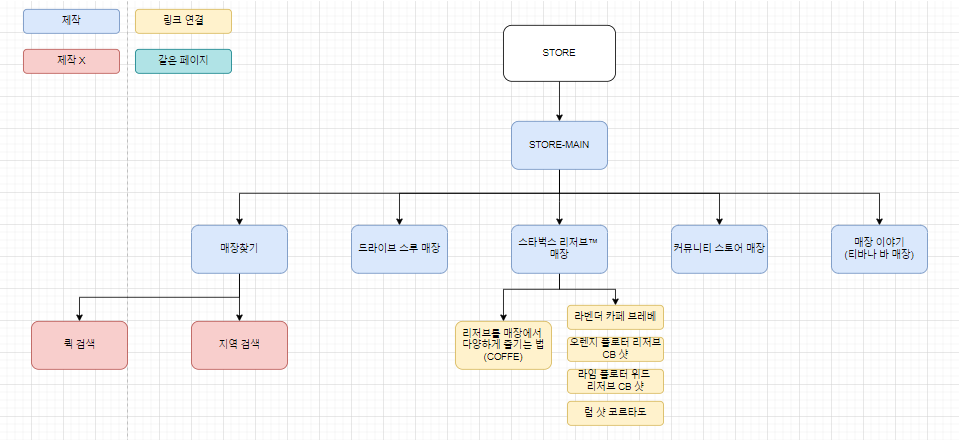 제작
링크 연결
제작 X
같은 페이지
STORE
STORE-MAIN
매장찾기
드라이브 스루 매장
스타벅스 리저브™
매장
커뮤니티 스토어 매장
매장 이야기
(티바나 바 매장)
퀵 검색
지역 검색
리저브를 매장에서
다양하게 즐기는 법
(COFFE)
라벤더 카페 브레베
오렌지 플로터 리저브
CB 샷
라임 플로터 위드
리저브 CB 샷
럼 샷 코르타도